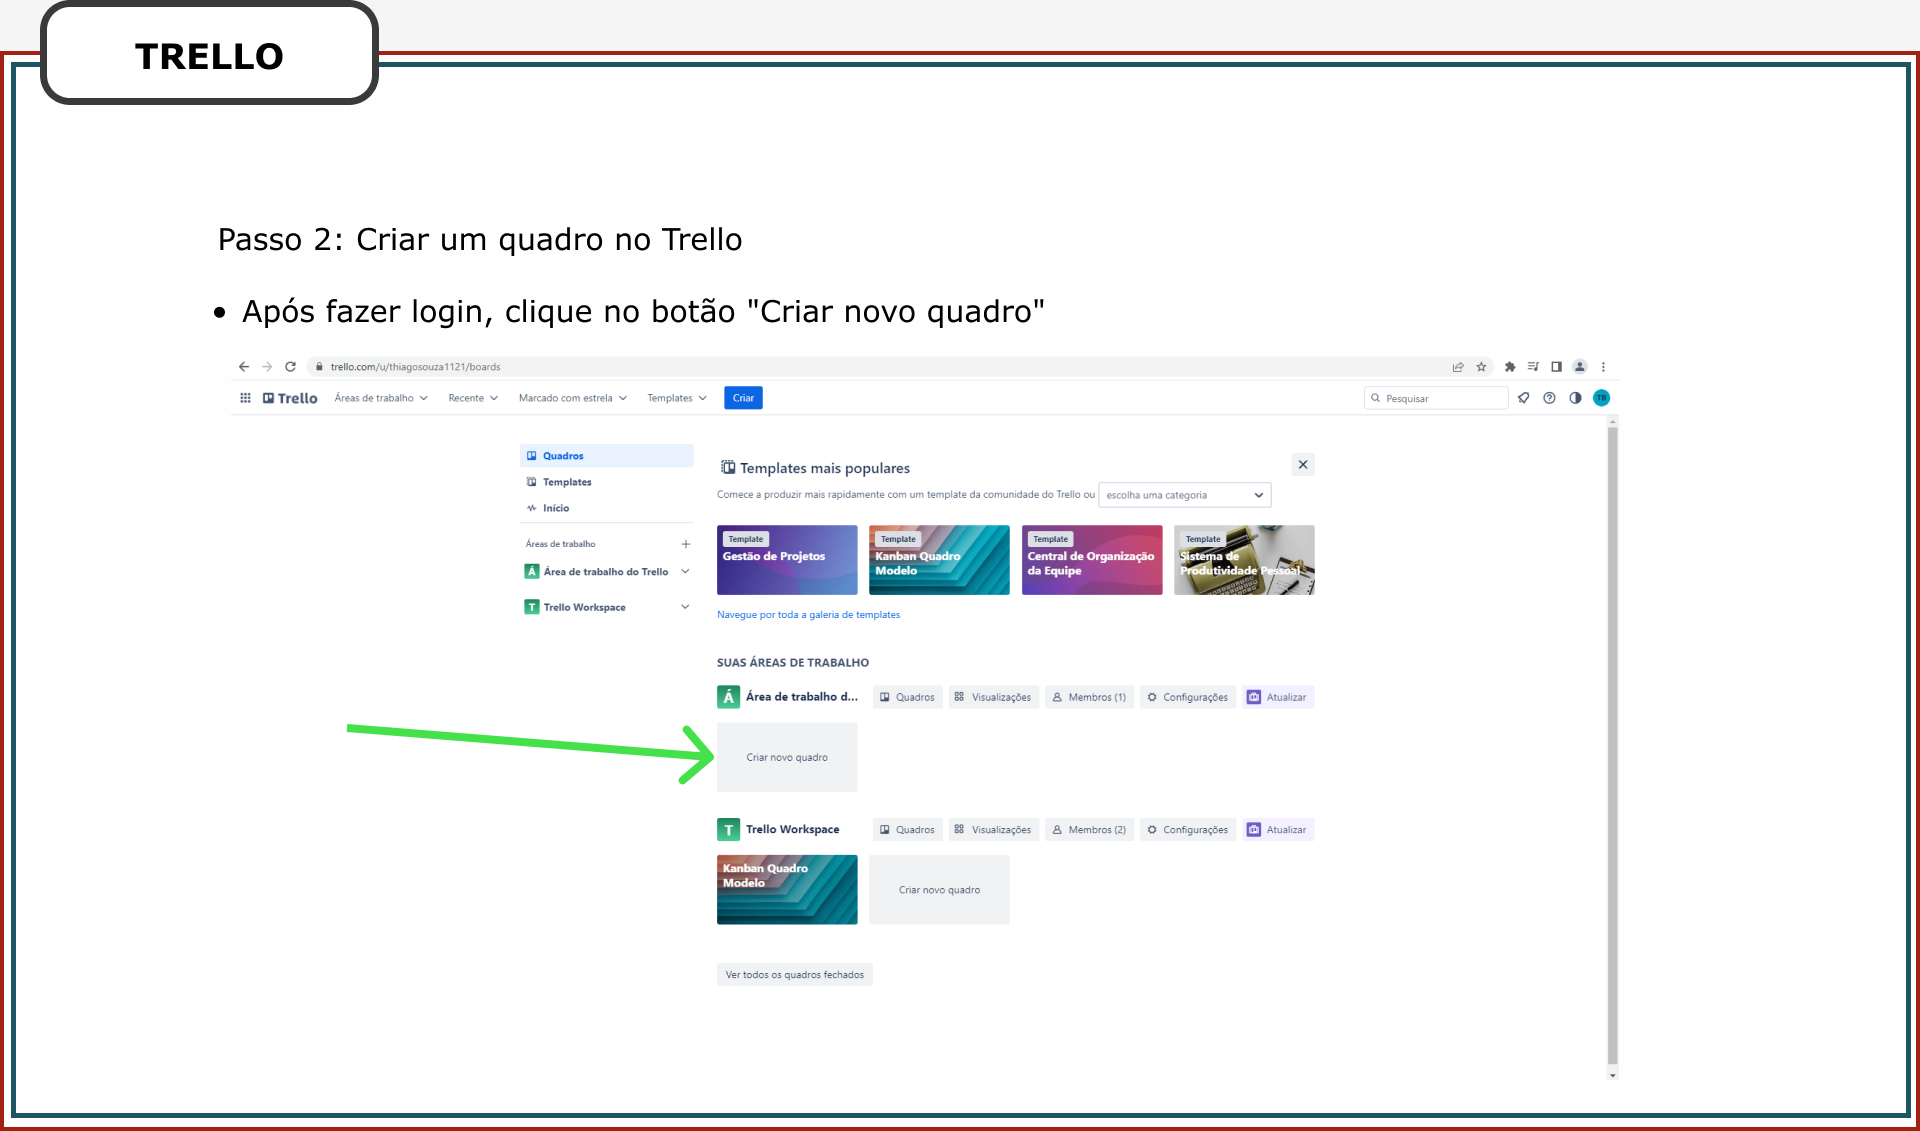 TRELLO
Passo 2: Criar um quadro no Trello
• Após fazer login, clique no botão "Criar novo quadro"
trello.com/u/thiagosouza1121/boards
Trello Áreas de trabalho Recente Marcado com estrela Templates Criar Pesquisar TB
Quadros
Templates
Início
Áreas de trabalho
Á Área de trabalho do Trello
T Trello Workspace
Templates mais populares
Comece a produzir mais rapidamente com um template da comunidade do Trello ou escolha uma categoria
Template
Gestão de Projetos
Template
Kanban Quadro
Modelo
Template
Central de Organização
da Equipe
Template
Sistema de
Produtividade Pessoal
Navegue por toda a galeria de templates
SUAS ÁREAS DE TRABALHO
Á Área de trabalho d... Quadros Visualizações Membros (1) Configurações Atualizar
Criar novo quadro
T Trello Workspace Quadros Visualizações Membros (2) Configurações Atualizar
Kanban Quadro
Modelo
Criar novo quadro
Ver todos os quadros fechados